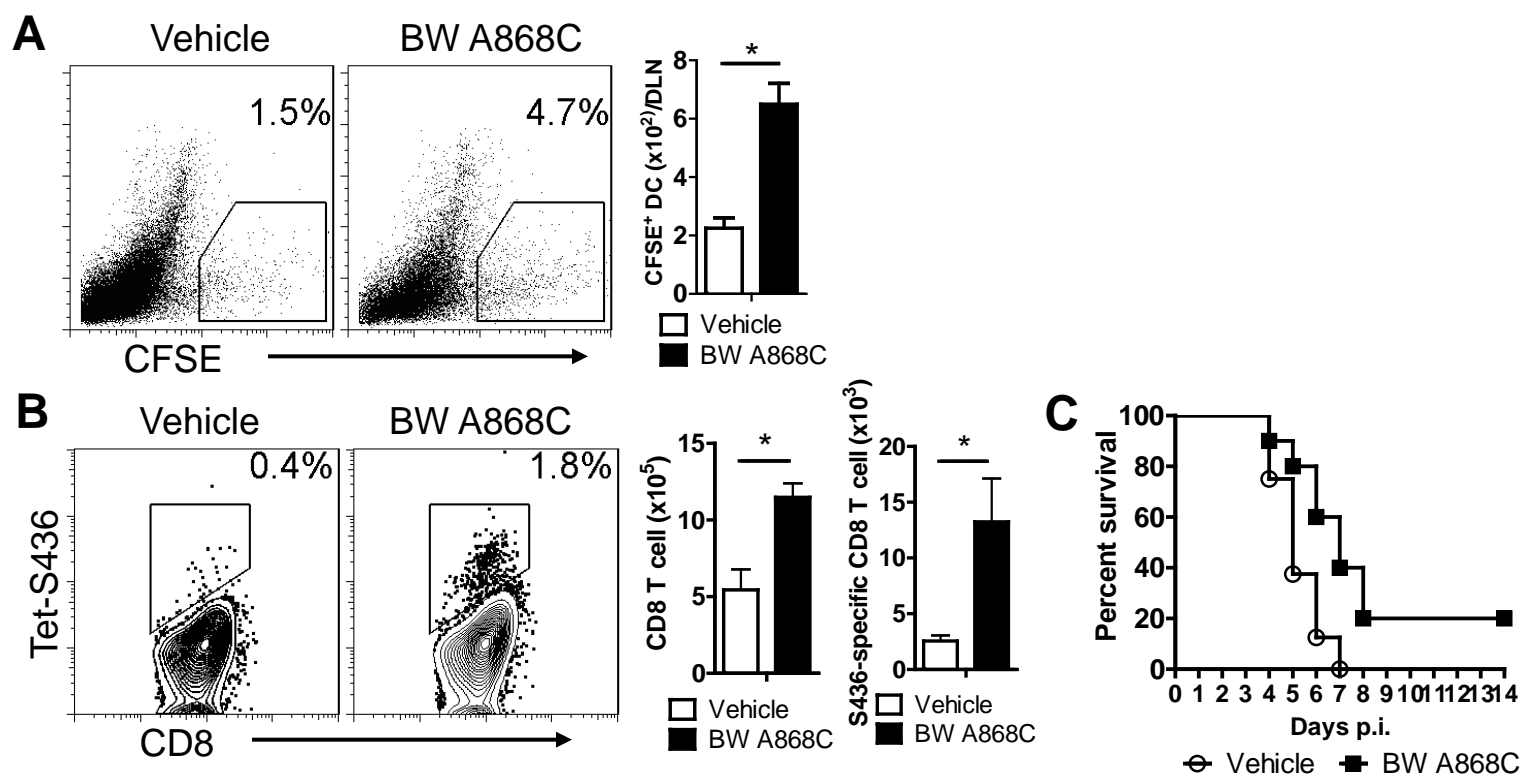 A
Vehicle
BW A868C
1.5%
4.7%
CFSE
CFSE⁺ DC (x10²)/DLN
8
6
4
2
0
*
Vehicle
BW A868C
B
Vehicle
BW A868C
0.4%
1.8%
Tet-S436
CD8
CD8 T cell (x10⁵)
15
10
5
0
*
Vehicle
BW A868C
S436-specific CD8 T cell (x10³)
20
15
10
5
0
*
Vehicle
BW A868C
C
Percent survival
100
80
60
40
20
0
0 1 2 3 4 5 6 7 8 9 10 11 12 13 14
Days p.i.
Vehicle
BW A868C